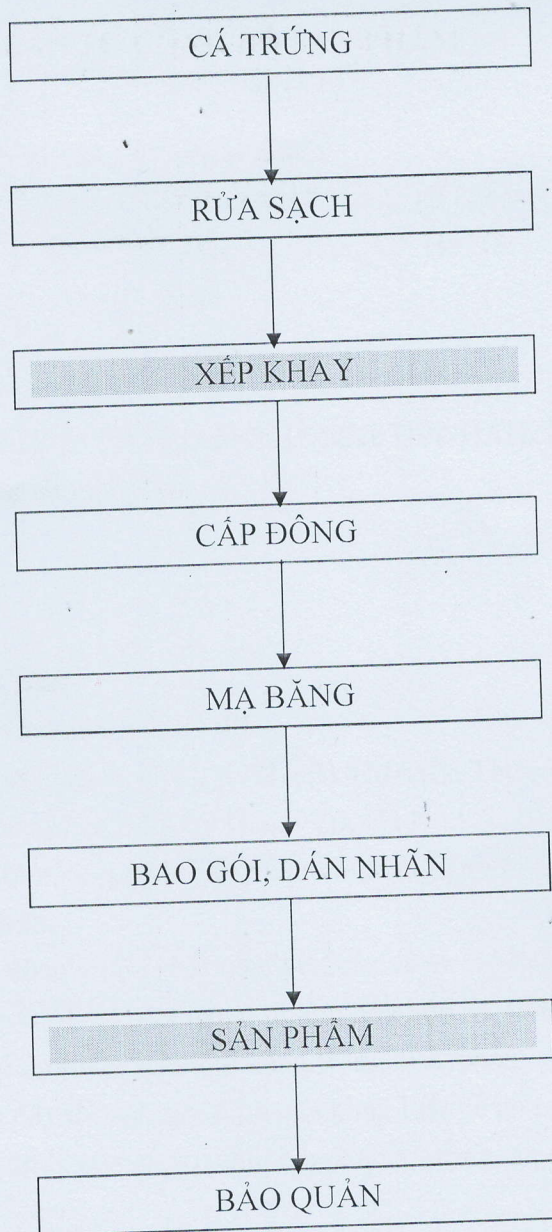 CÁ TRỨNG
RỬA SẠCH
XẾP KHAY
CẤP ĐÔNG
MẠ BĂNG
BAO GÓI, DÁN NHÃN
SẢN PHẨM
BẢO QUẢN